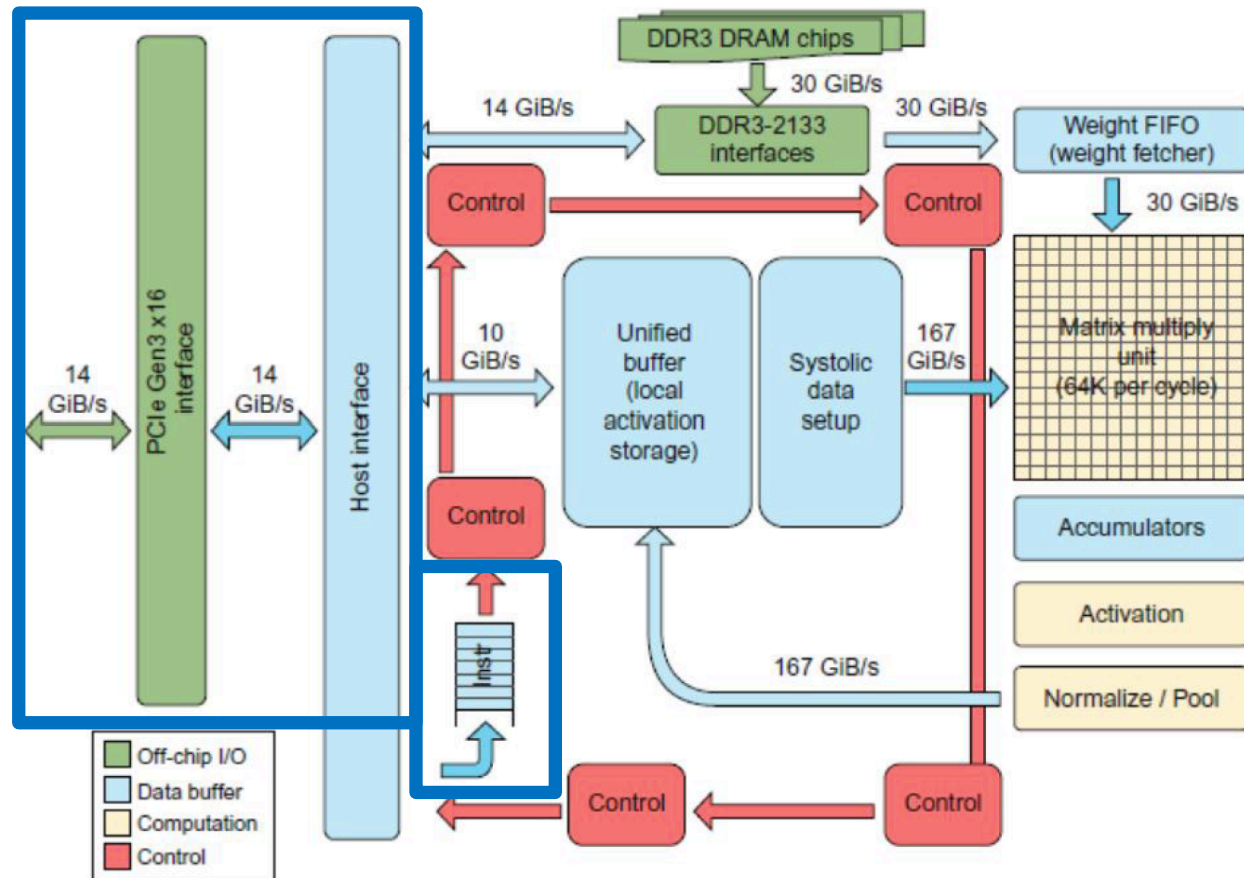 DDR3 DRAM chips
30 GiB/s
14 GiB/s
DDR3-2133
interfaces
30 GiB/s
Weight FIFO
(weight fetcher)
Control
Control
30 GiB/s
PCIe Gen3 x16
interface
14
GiB/s
14
GiB/s
Host interface
10
GiB/s
Unified
buffer
(local
activation
storage)
Systolic
data
setup
167
GiB/s
Matrix multiply
unit
(64K per cycle)
Control
Accumulators
Activation
Instr
167 GiB/s
Normalize / Pool
Off-chip I/O
Data buffer
Computation
Control
Control
Control